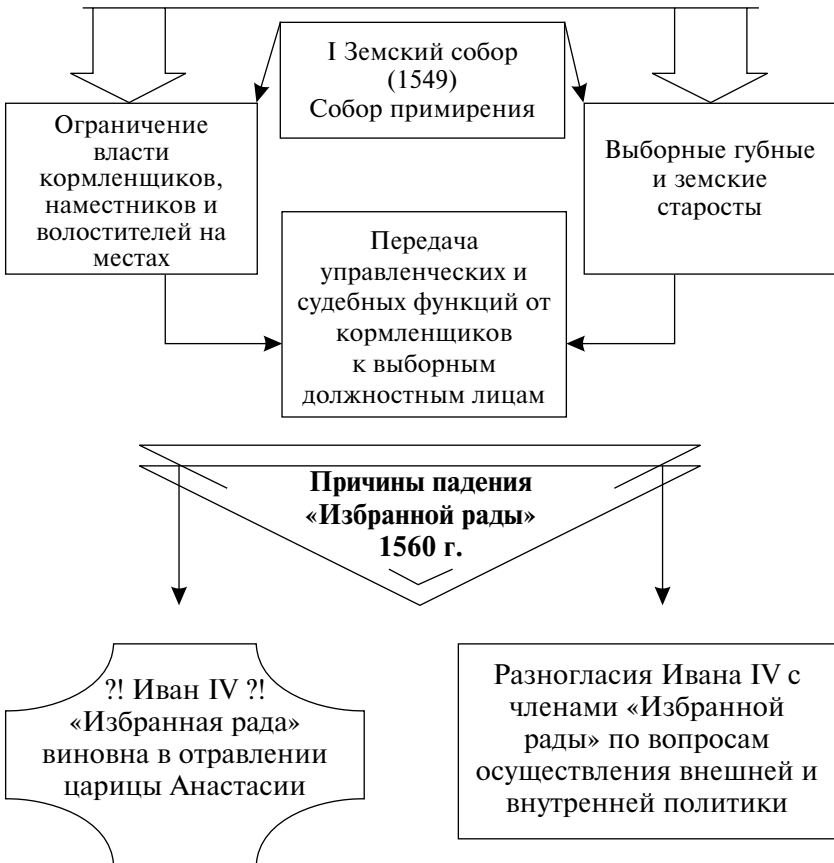 I Земский собор
(1549)
Собор примирения
Ограничение
власти
кормленщиков,
наместников и
волостителей на
местах
Выборные губные
и земские
старосты
Передача
управленческих и
судебных функций от
кормленщиков
к выборным
должностным лицам
Причины падения
«Избранной рады»
1560 г.
?! Иван IV ?!
«Избранная рада»
виновна в отравлении
царицы Анастасии
Разногласия Ивана IV с
членами «Избранной
рады» по вопросам
осуществления внешней и
внутренней политики